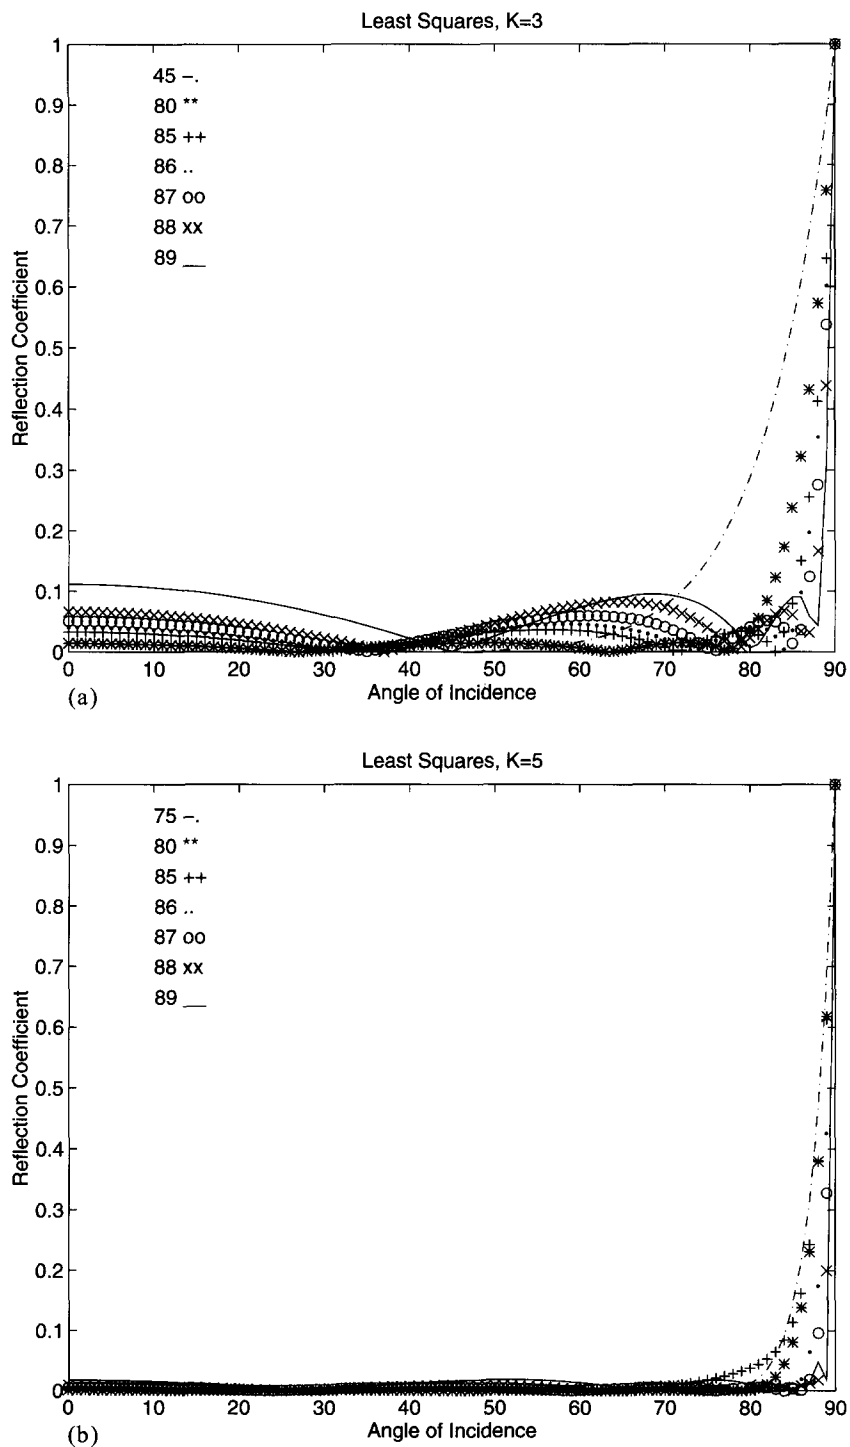 Least Squares, K=3
1
0.9
0.8
0.7
0.6
0.5
0.4
0.3
0.2
0.1
0
Reflection Coefficient
45 -.
80 **
85 ++
86 ..
87 oo
88 xx
89 __
0 10 20 30 40 50 60 70 80 90
Angle of Incidence
(a)
Least Squares, K=5
1
0.9
0.8
0.7
0.6
0.5
0.4
0.3
0.2
0.1
0
Reflection Coefficient
75 -.
80 **
85 ++
86 ..
87 oo
88 xx
89 __
0 10 20 30 40 50 60 70 80 90
Angle of Incidence
(b)